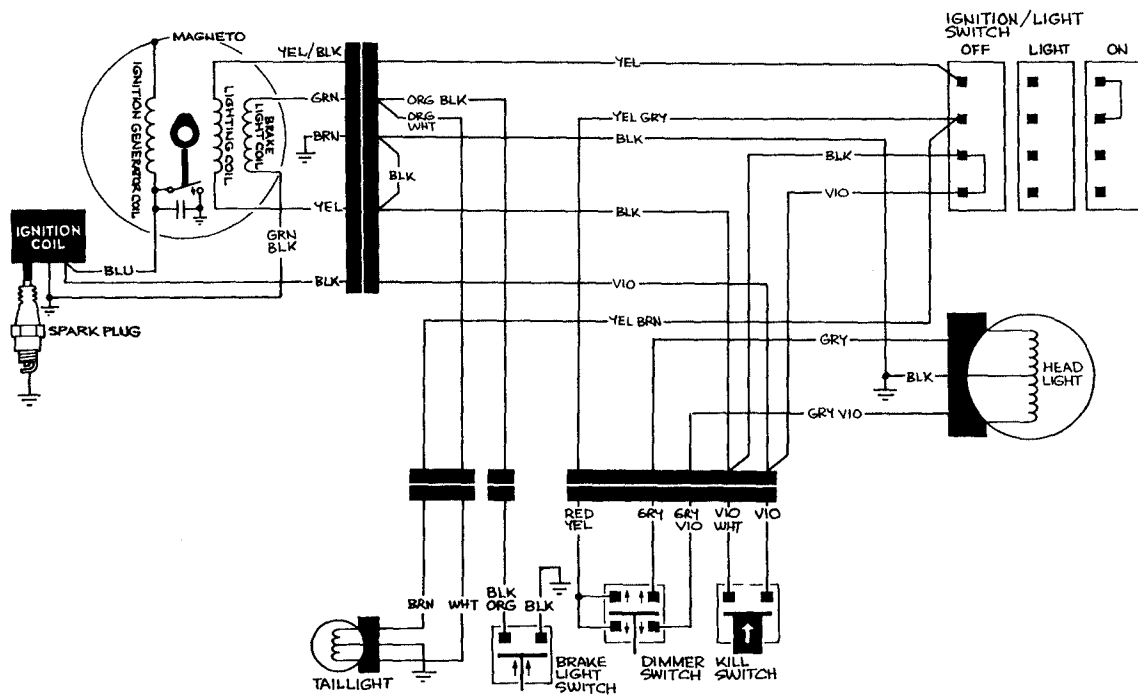 IGNITION/LIGHT
SWITCH
OFF
LIGHT
ON
MAGNETO
YEL/BLK
YEL
IGNITION GENERATOR COIL
LIGHTING COIL
BRAKE
LIGHT COIL
GRN
ORG BLK
ORG
WHT
YEL GRY
BRN
BLK
BLK
BLK
VIO
YEL
BLK
GRN
BLK
IGNITION
COIL
BLU
BLK
VIO
SPARK PLUG
YEL BRN
GRY
BLK
HEAD
LIGHT
GRY VIO
RED
YEL
GRY
GRY
VIO
VIO
WHT
VIO
BRN
WHT
BLK
ORG
BLK
TAILLIGHT
BRAKE
LIGHT
SWITCH
DIMMER
SWITCH
KILL
SWITCH